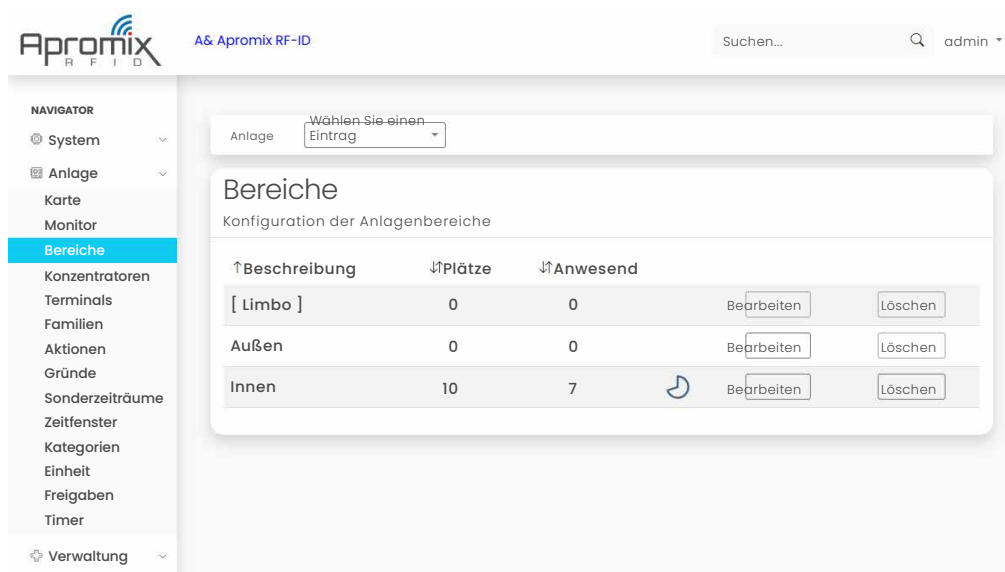 Apromix
RFID
A& Apromix RF-ID
Suchen...
admin
NAVIGATOR
System
Anlage
Karte
Monitor
Bereiche
Konzentratoren
Terminals
Familien
Aktionen
Gründe
Sonderzeiträume
Zeitfenster
Kategorien
Einheit
Freigaben
Timer
Verwaltung
Anlage
Wählen Sie einen
Eintrag
Bereiche
Konfiguration der Anlagenbereiche
↑Beschreibung ↓↑Plätze ↓↑Anwesend
[ Limbo ] 0 0 Bearbeiten Löschen
Außen 0 0 Bearbeiten Löschen
Innen 10 7 Bearbeiten Löschen